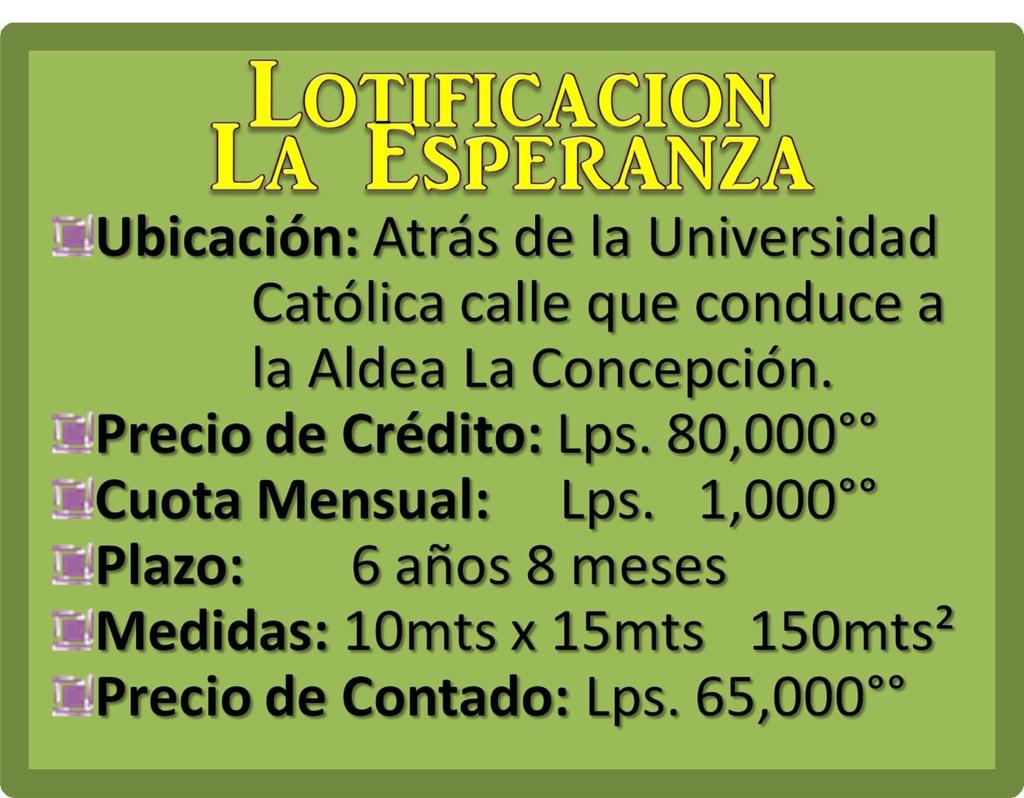 LOTIFICACION
LA ESPERANZA
Ubicación: Atrás de la Universidad
Católica calle que conduce a
la Aldea La Concepción.
Precio de Crédito: Lps. 80,000°°
Cuota Mensual: Lps. 1,000°°
Plazo: 6 años 8 meses
Medidas: 10mts x 15mts 150mts²
Precio de Contado: Lps. 65,000°°